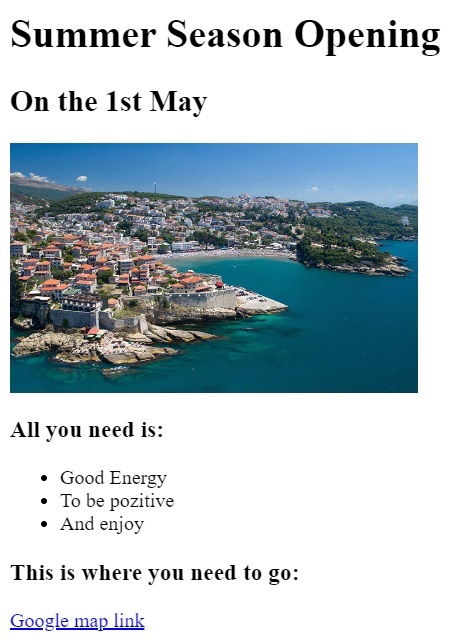 Summer Season Opening
On the 1st May
All you need is:
Good Energy
To be pozitive
And enjoy
This is where you need to go:
Google map link